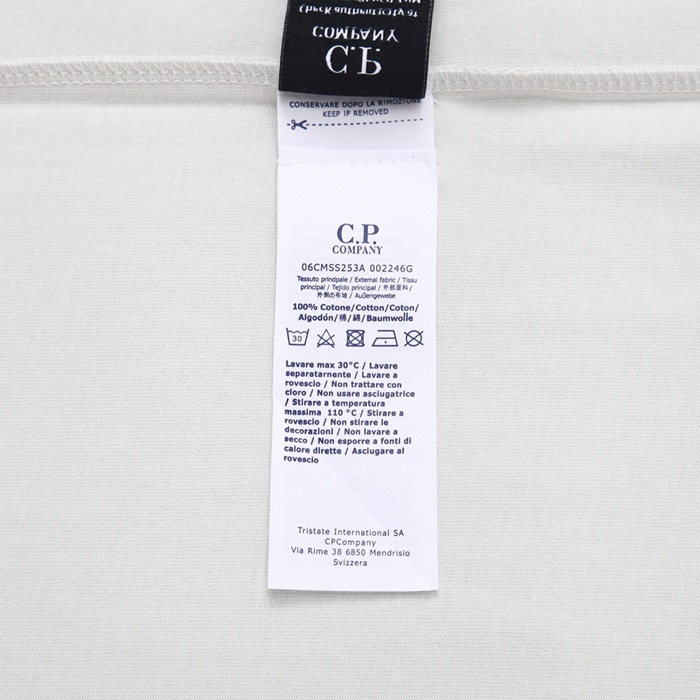 Check authenticity at
COMPANY
C.P.
CONSERVARE DOPO LA RIMOZIONE
KEEP IF REMOVED
C.P.
COMPANY
06CMSS253A 002246G
Tessuto principale / External fabric / Tissu
principal / Tejido principal / 外部面料 /
外側の布地 / Außengewebe
100% Cotone/Cotton/Coton/
Algodón/棉/綿/Baumwolle
30
Lavare max 30°C / Lavare
separatamente / Lavare a
rovescio / Non trattare con
cloro / Non usare asciugatrice
/ Stirare a temperatura
massima 110 °C / Stirare a
rovescio / Non stirare le
decorazioni / Non lavare a
secco / Non esporre a fonti di
calore dirette / Asciugare al
rovescio
Tristate International SA
CPCompany
Via Rime 38 6850 Mendrisio
Svizzera